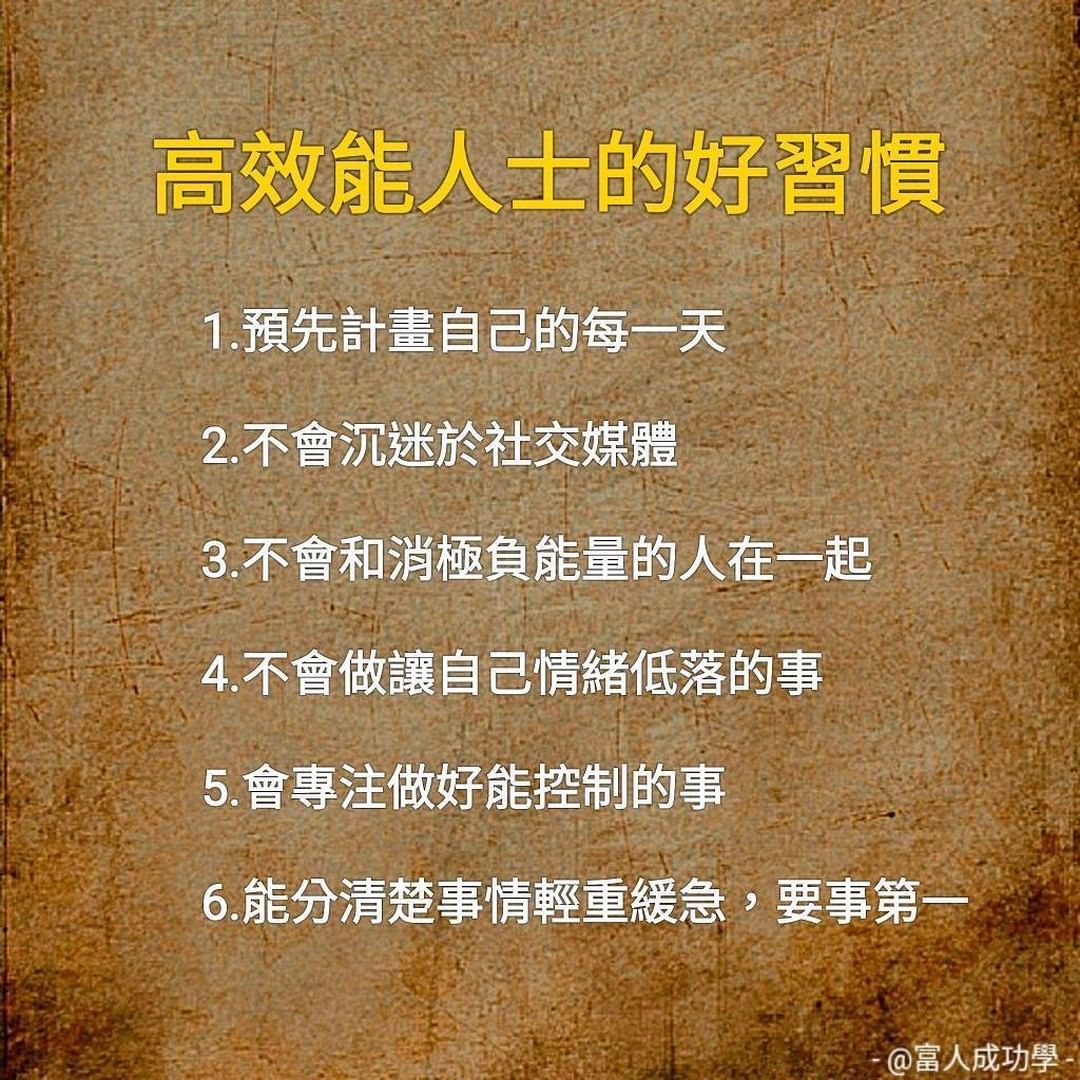 高效能人士的好習慣
1.預先計畫自己的每一天
2.不會沉迷於社交媒體
3.不會和消極負能量的人在一起
4.不會做讓自己情緒低落的事
5.會專注做好能控制的事
6.能分清楚事情輕重緩急，要事第一
- @富人成功學 -